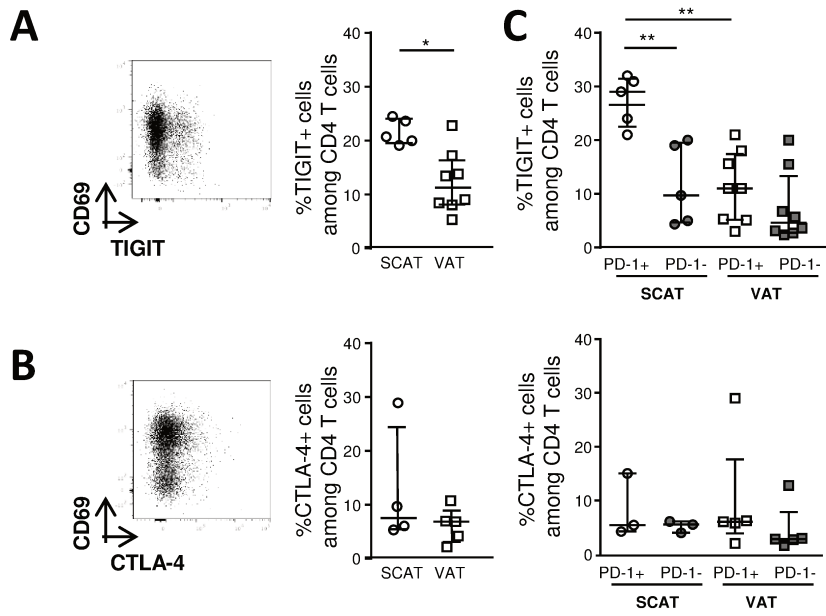 A
CD69
TIGIT
%TIGIT+ cells
among CD4 T cells
40
30
20
10
0
*
SCAT VAT
C
%TIGIT+ cells
among CD4 T cells
40
30
20
10
0
**
**
PD-1+ PD-1- PD-1+ PD-1-
SCAT VAT
B
CD69
CTLA-4
%CTLA-4+ cells
among CD4 T cells
40
30
20
10
0
SCAT VAT
%CTLA-4+ cells
among CD4 T cells
40
30
20
10
0
PD-1+ PD-1- PD-1+ PD-1-
SCAT VAT